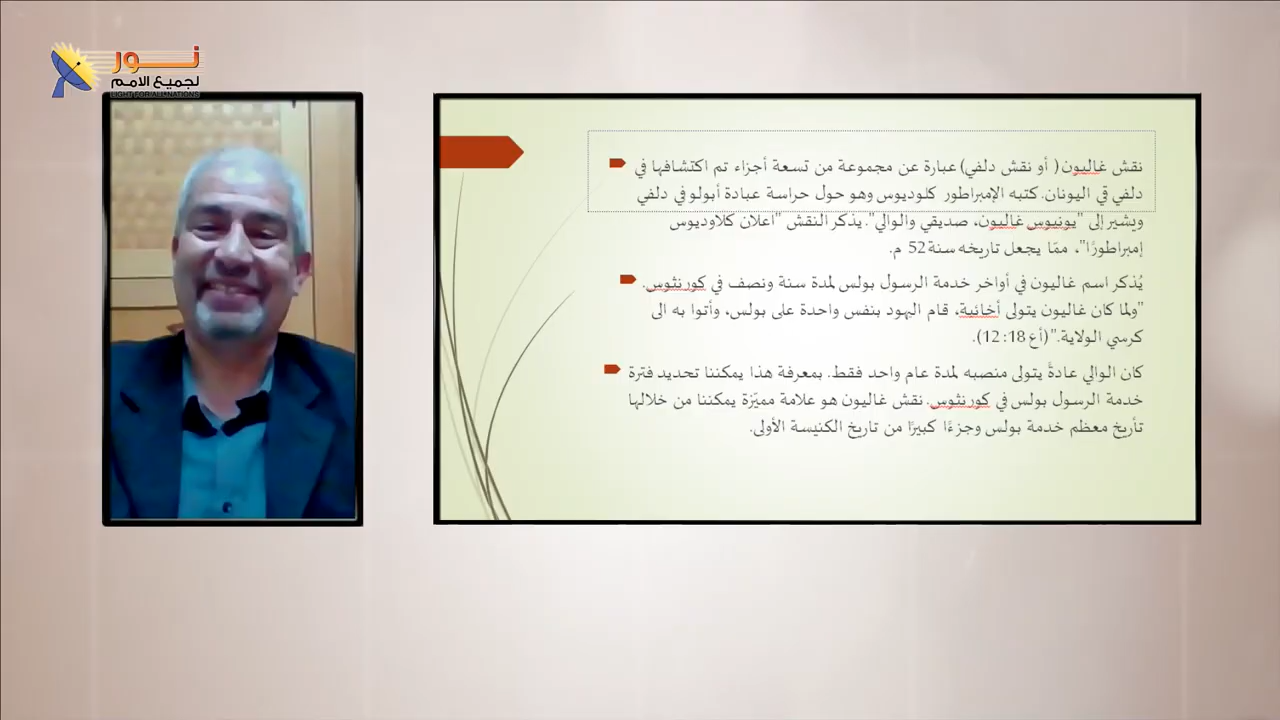 نور
لجميع الامم
LIGHT FOR ALL NATIONS
نقش غاليون( أو نقش دلفي) عبارة عن مجموعة من تسعة أجزاء تم اكتشافها في
دلفي في اليونان. كتبه الإمبراطور كلوديوس وهو حول حراسة عبادة أبولو في دلفي
ويشير إلى "يونيوس غاليون، صديقي والوالي". يذكر النقش "اعلان كلاوديوس
إمبراطورًا"، ممّا يجعل تاريخه سنة 52 م.
يُذكر اسم غاليون في أواخر خدمة الرسول بولس لمدة سنة ونصف في كورنثوس.
"ولما كان غاليون يتولى أخائية، قام اليهود بنفس واحدة على بولس، وأتوا به الى
كرسي الولاية."(أع 18: 12).
كان الوالي عادةً يتولى منصبه لمدة عام واحد فقط. بمعرفة هذا يمكننا تحديد فترة
خدمة الرسول بولس في كورنثوس. نقش غاليون هو علامة مميّزة يمكننا من خلالها
تأريخ معظم خدمة بولس وجزءًا كبيرًا من تاريخ الكنيسة الأولى.